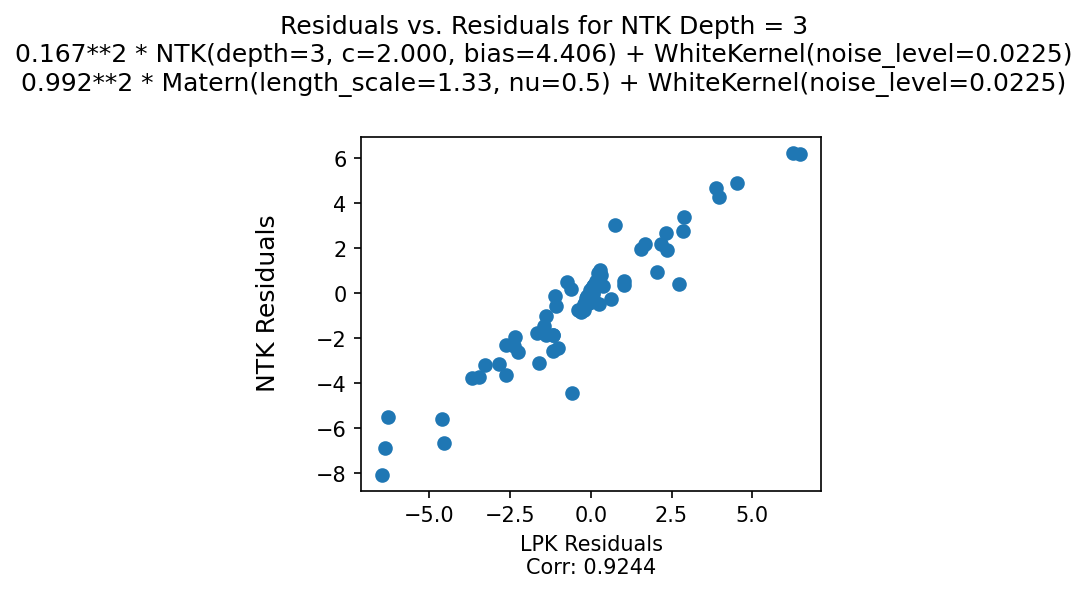 Residuals vs. Residuals for NTK Depth = 3
0.167**2 * NTK(depth=3, c=2.000, bias=4.406) + WhiteKernel(noise_level=0.0225)
0.992**2 * Matern(length_scale=1.33, nu=0.5) + WhiteKernel(noise_level=0.0225)
NTK Residuals
6
4
2
0
−2
−4
−6
−8
−5.0 −2.5 0.0 2.5 5.0
LPK Residuals
Corr: 0.9244